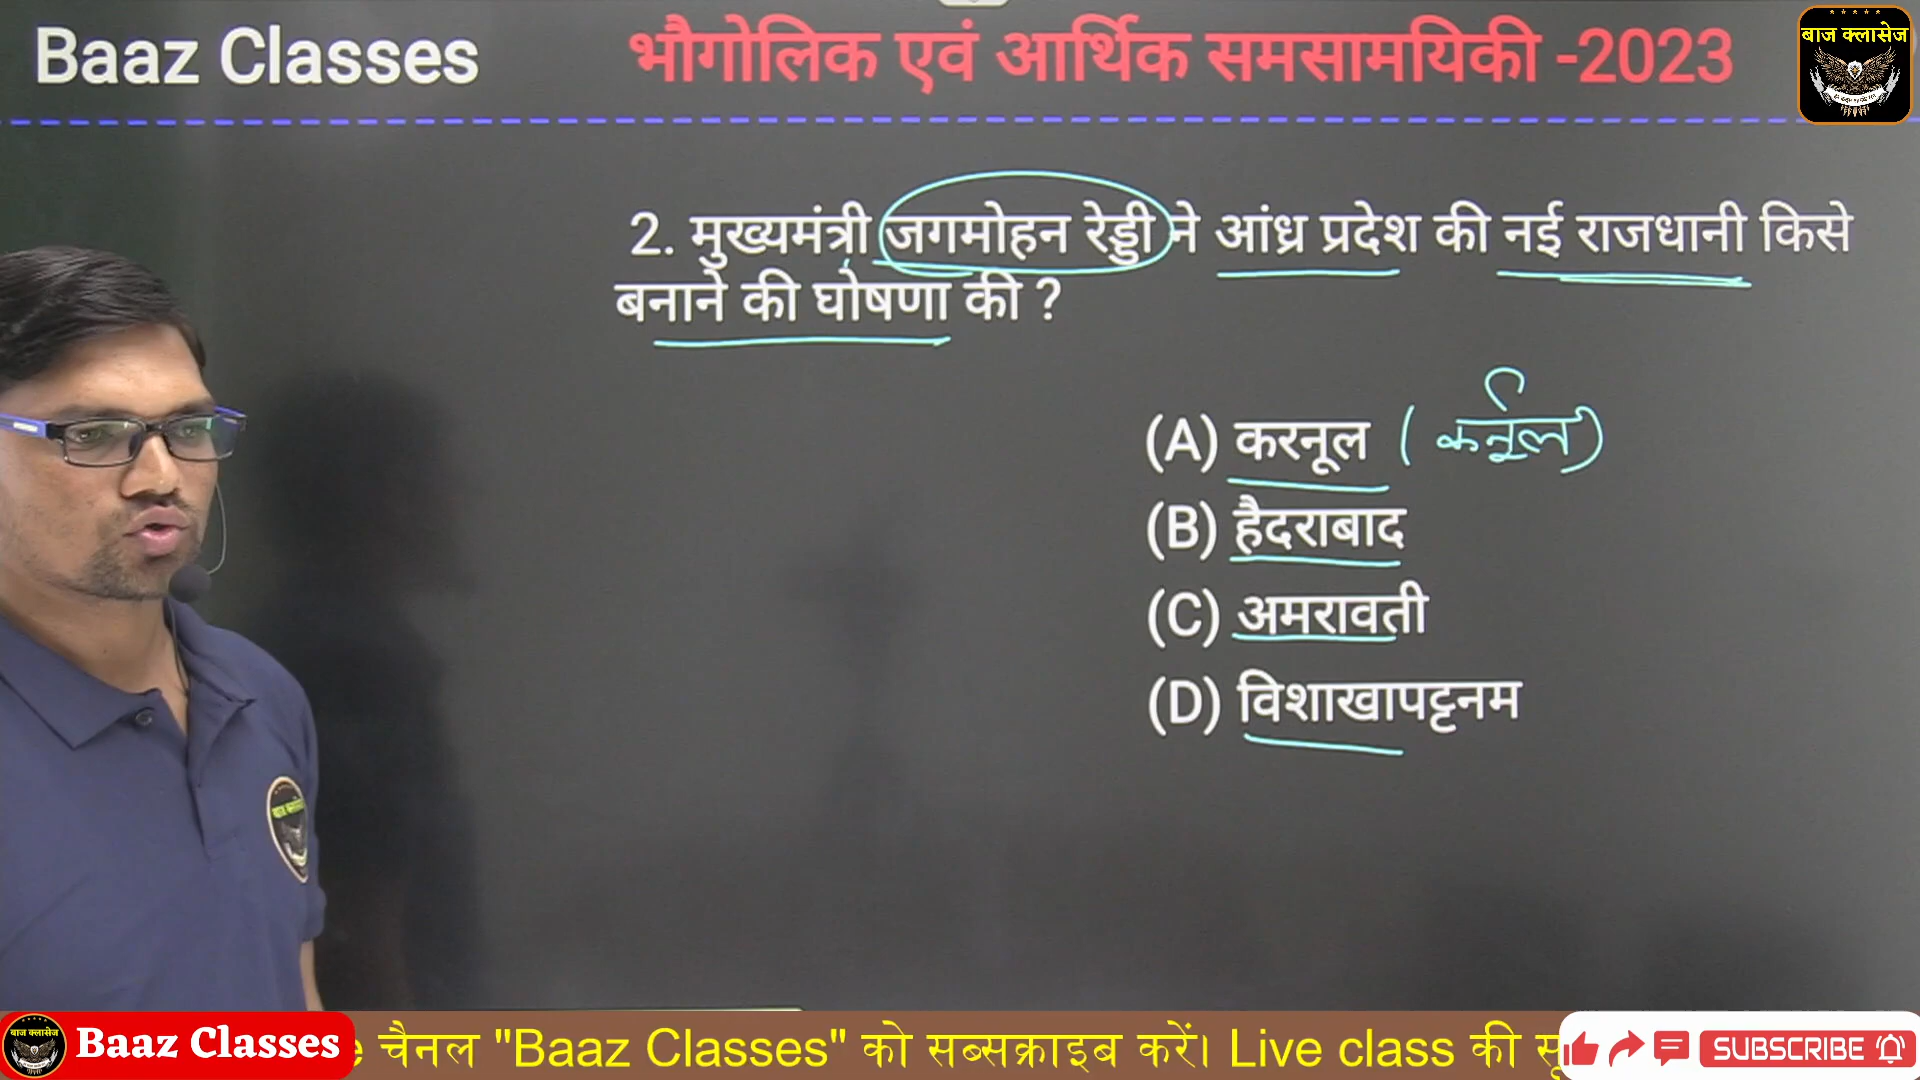 Baaz Classes
भौगोलिक एवं आर्थिक समसामयिकी -2023
बाज क्लासेज
2. मुख्यमंत्री जगमोहन रेड्डी ने आंध्र प्रदेश की नई राजधानी किसे
बनाने की घोषणा की ?
(A) करनूल (कर्नूल)
(B) हैदराबाद
(C) अमरावती
(D) विशाखापट्टनम
बाज क्लासेज
Baaz Classes
चैनल "Baaz Classes" को सब्सक्राइब करें। Live class की
SUBSCRIBE